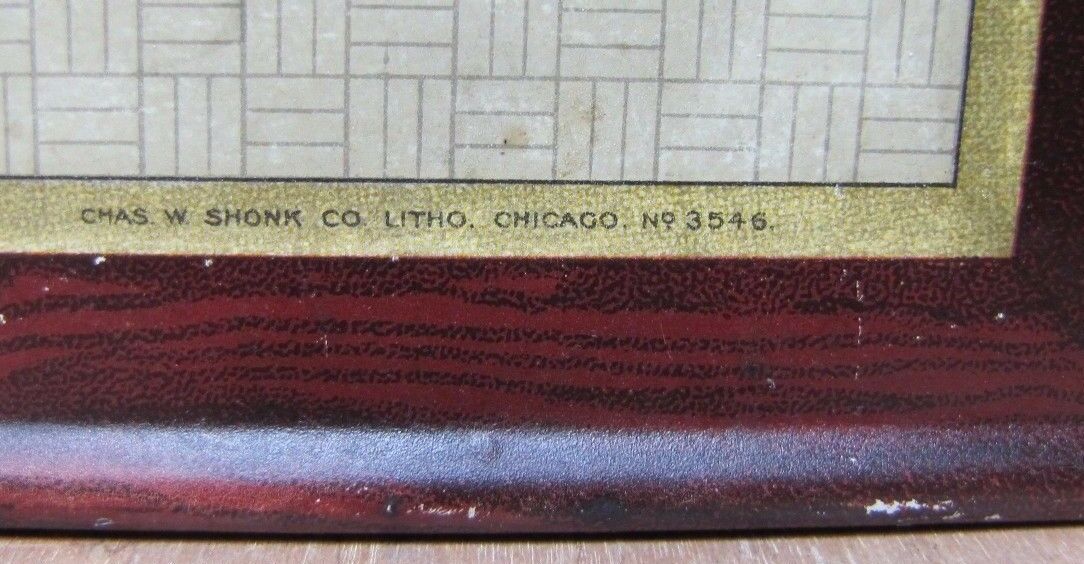 CHAS. W. SHONK CO. LITHO. CHICAGO. Nº 3546.